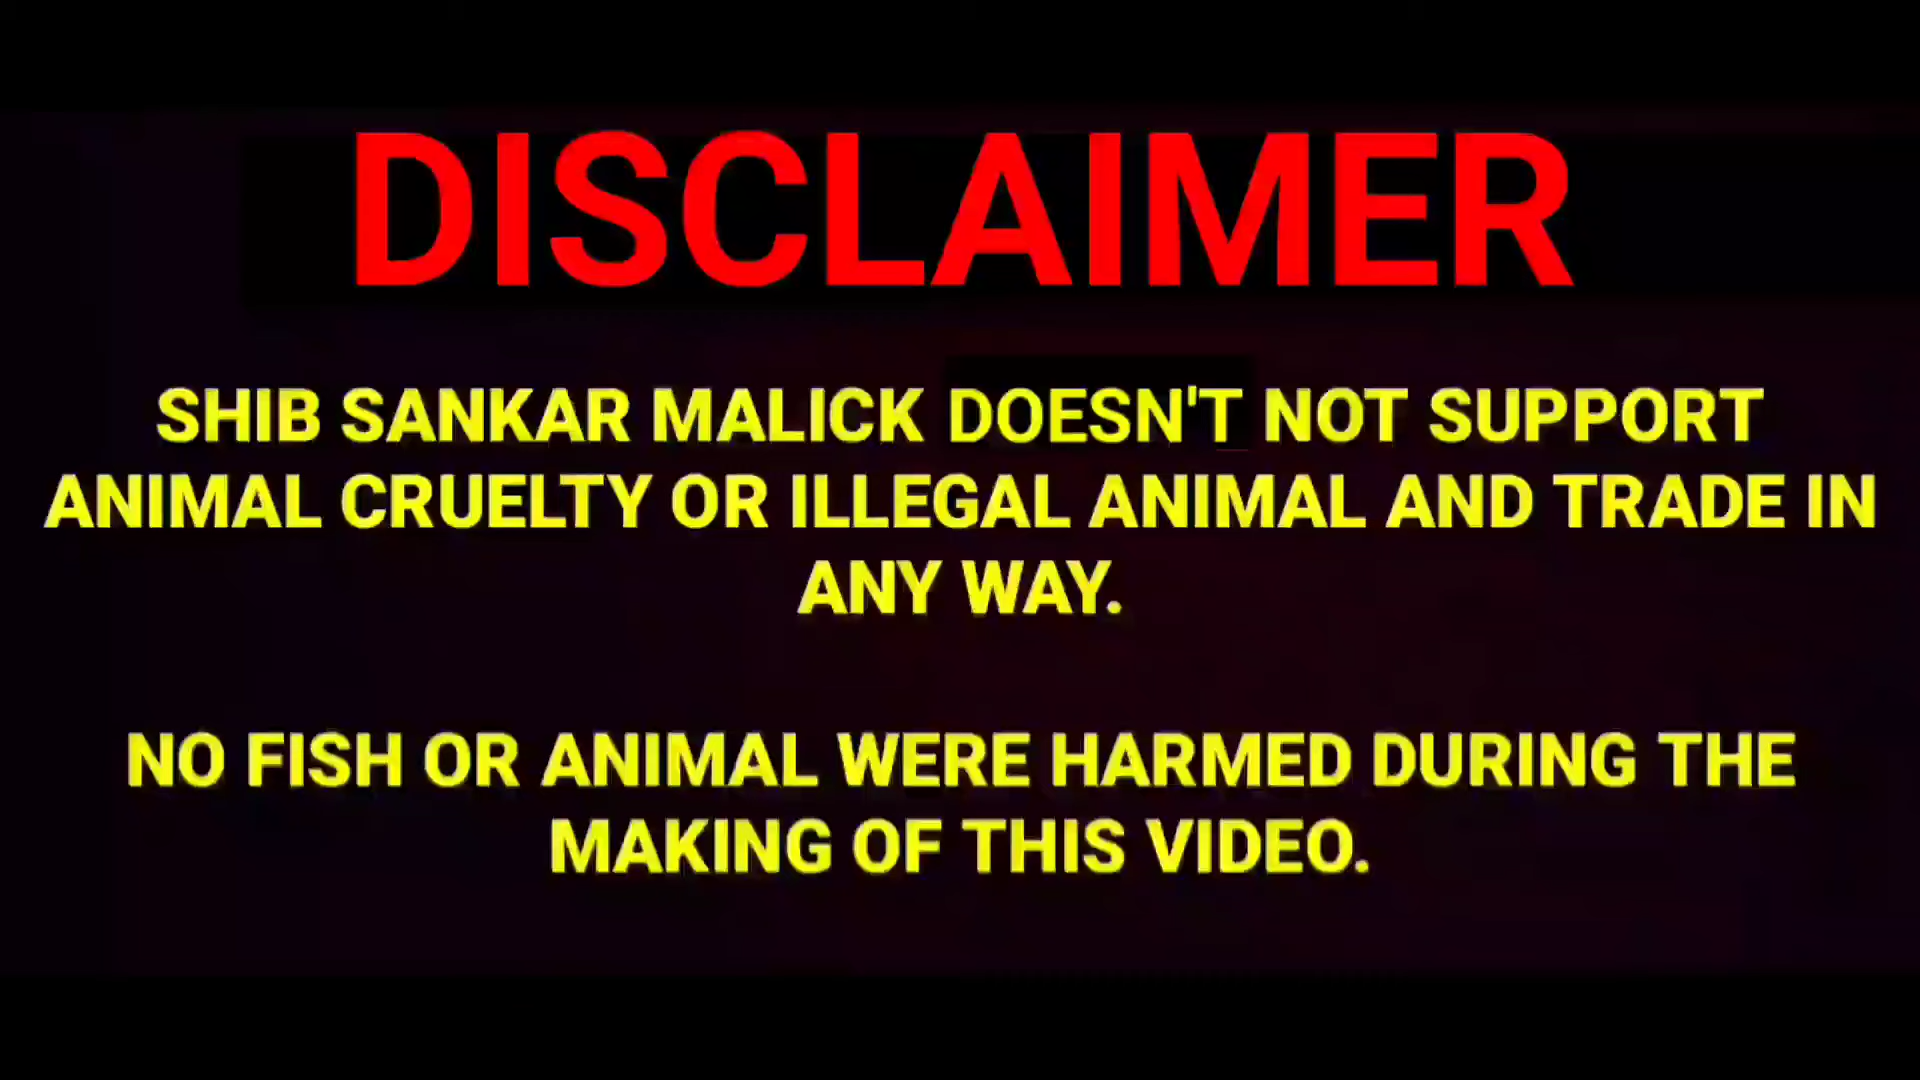 DISCLAIMER
SHIB SANKAR MALICK DOESN'T NOT SUPPORT
ANIMAL CRUELTY OR ILLEGAL ANIMAL AND TRADE IN
ANY WAY.
NO FISH OR ANIMAL WERE HARMED DURING THE
MAKING OF THIS VIDEO.